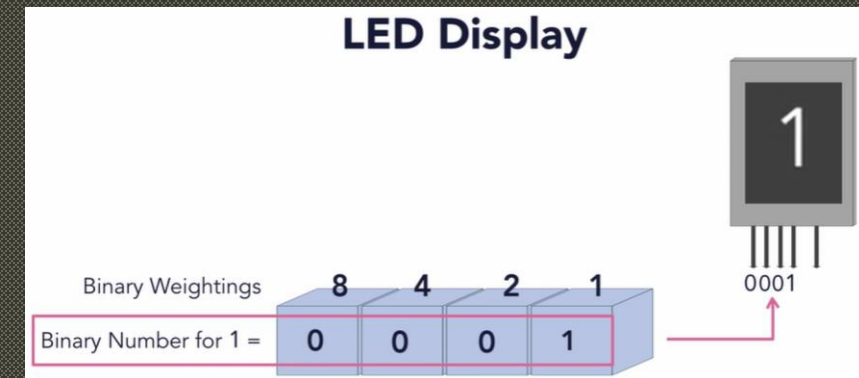 LED Display
1
0001
Binary Weightings 8 4 2 1
Binary Number for 1 = 0 0 0 1